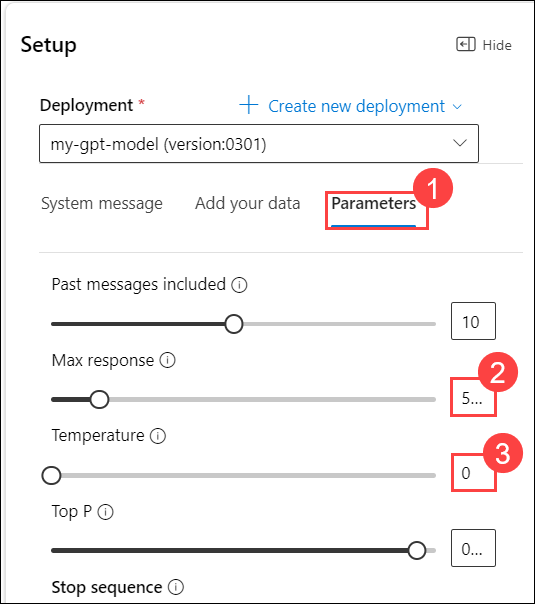 Setup
Hide
Deployment *
Create new deployment
my-gpt-model (version:0301)
System message
Add your data
Parameters
1
Past messages included
10
Max response
5...
2
Temperature
0
3
Top P
0...
Stop sequence